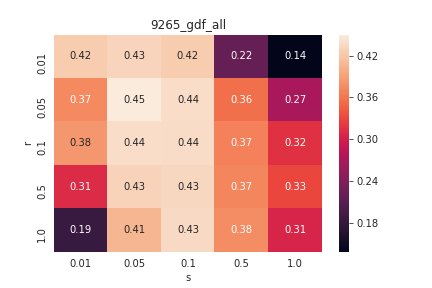 9265_gdf_all
0.01 0.42 0.43 0.42 0.22 0.14
0.05 0.37 0.45 0.44 0.36 0.27
0.1 0.38 0.44 0.44 0.37 0.32
0.5 0.31 0.43 0.43 0.37 0.33
1.0 0.19 0.41 0.43 0.38 0.31
r
0.01 0.05 0.1 0.5 1.0
s
0.42
0.36
0.30
0.24
0.18